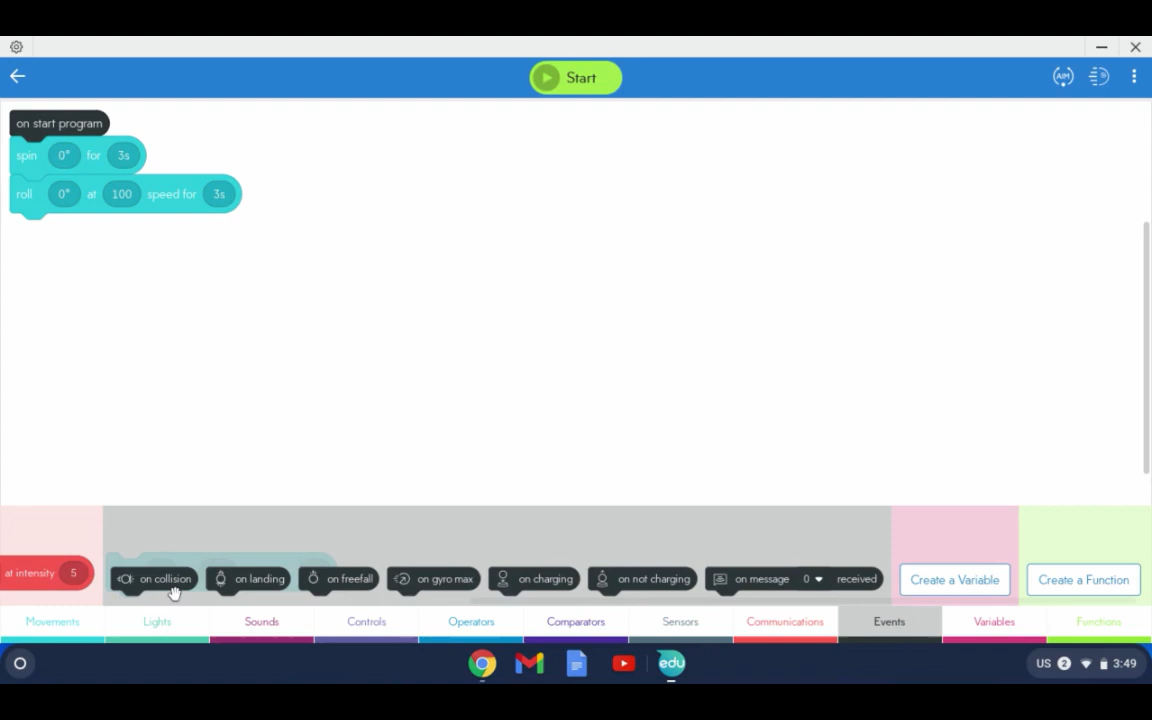 Start
AIM
on start program
spin 0° for 3s
roll 0° at 100 speed for 3s
at intensity 5
on collision
on landing
on freefall
on gyro max
on charging
on not charging
on message 0 received
Create a Variable
Create a Function
Movements
Lights
Sounds
Controls
Operators
Comparators
Sensors
Communications
Events
Variables
Functions
edu
US 2 3:49